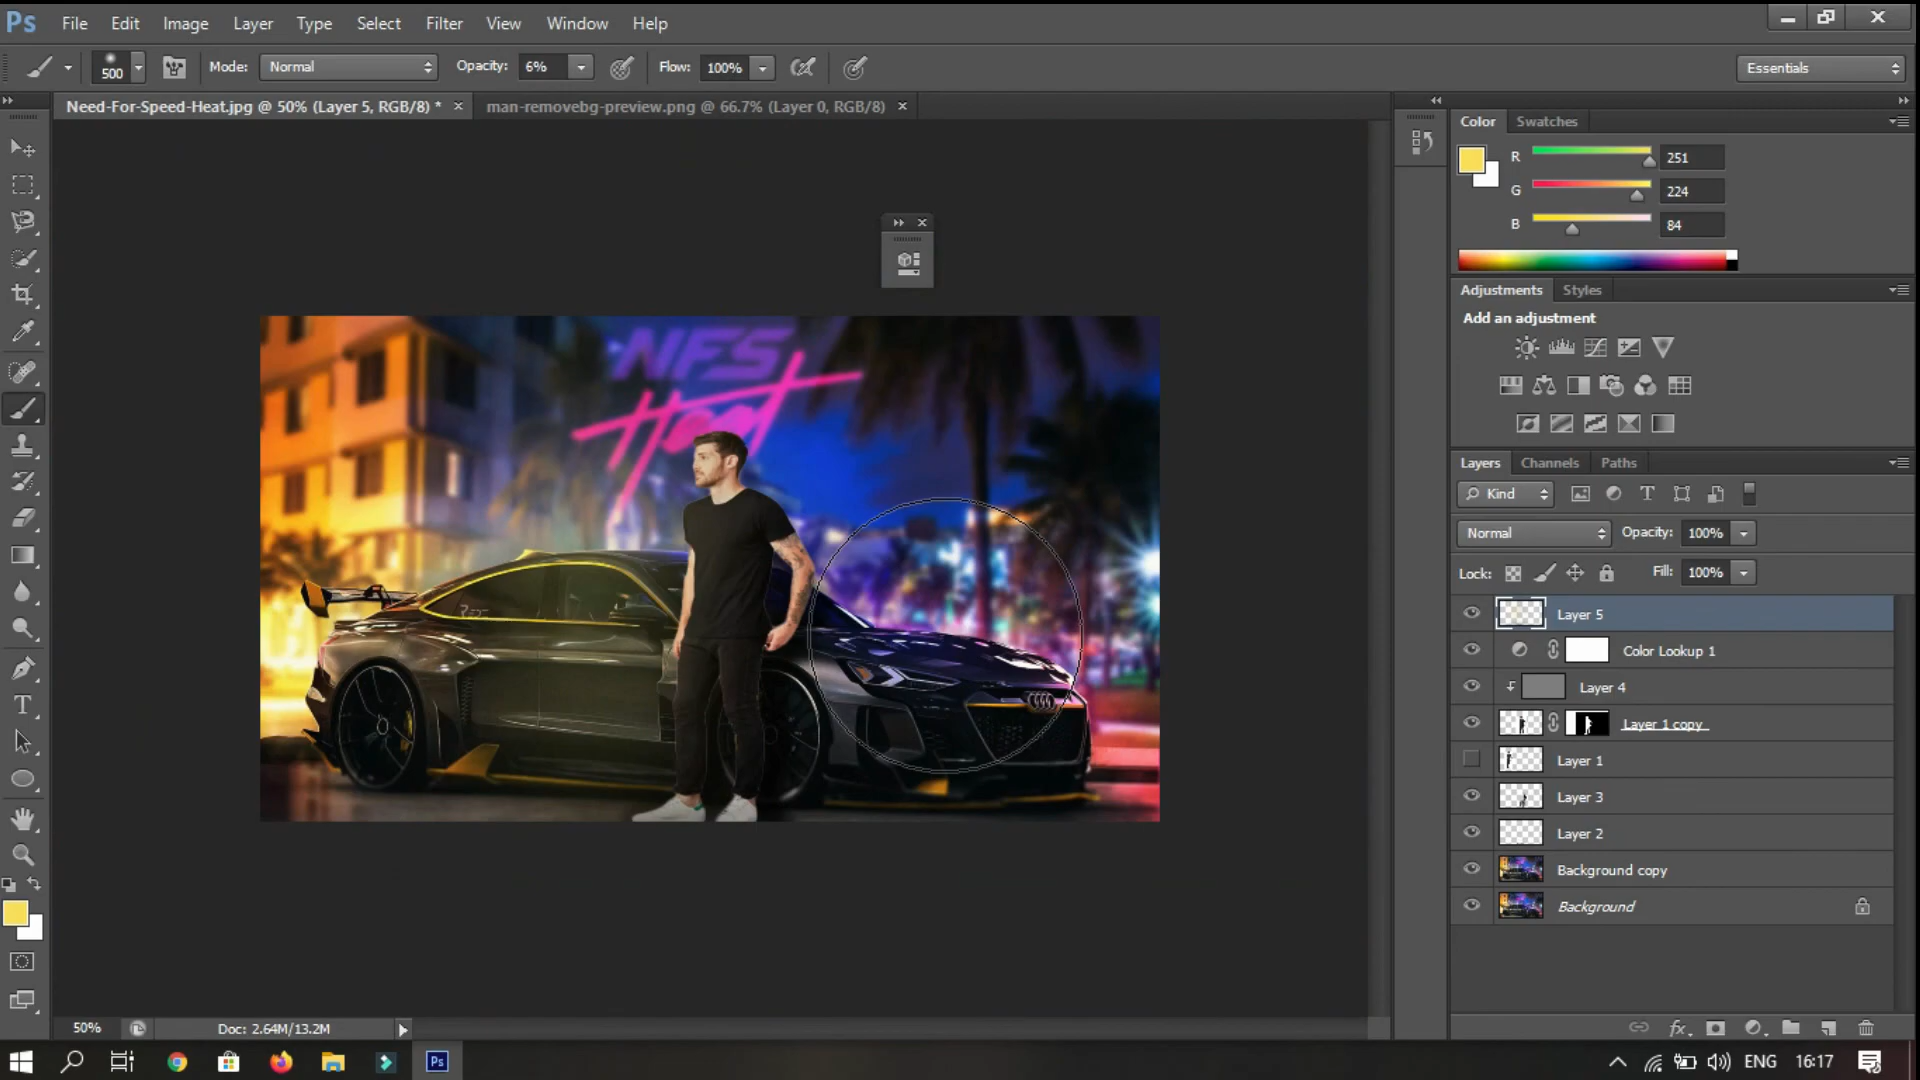 Ps File Edit Image Layer Type Select Filter View Window Help
500 Mode: Normal Opacity: 6% Flow: 100% Essentials
Need-For-Speed-Heat.jpg @ 50% (Layer 5, RGB/8) * × man-removebg-preview.png @ 66.7% (Layer 0, RGB/8) ×
Color Swatches
R 251
G 224
B 84
Adjustments Styles
Add an adjustment
NFS
Heat
Layers Channels Paths
Kind
Normal Opacity: 100%
Lock: Fill: 100%
Layer 5
Color Lookup 1
Layer 4
Layer 1 copy
Layer 1
Layer 3
Layer 2
Background copy
Background
50% Doc: 2.64M/13.2M
Ps ENG 16:17